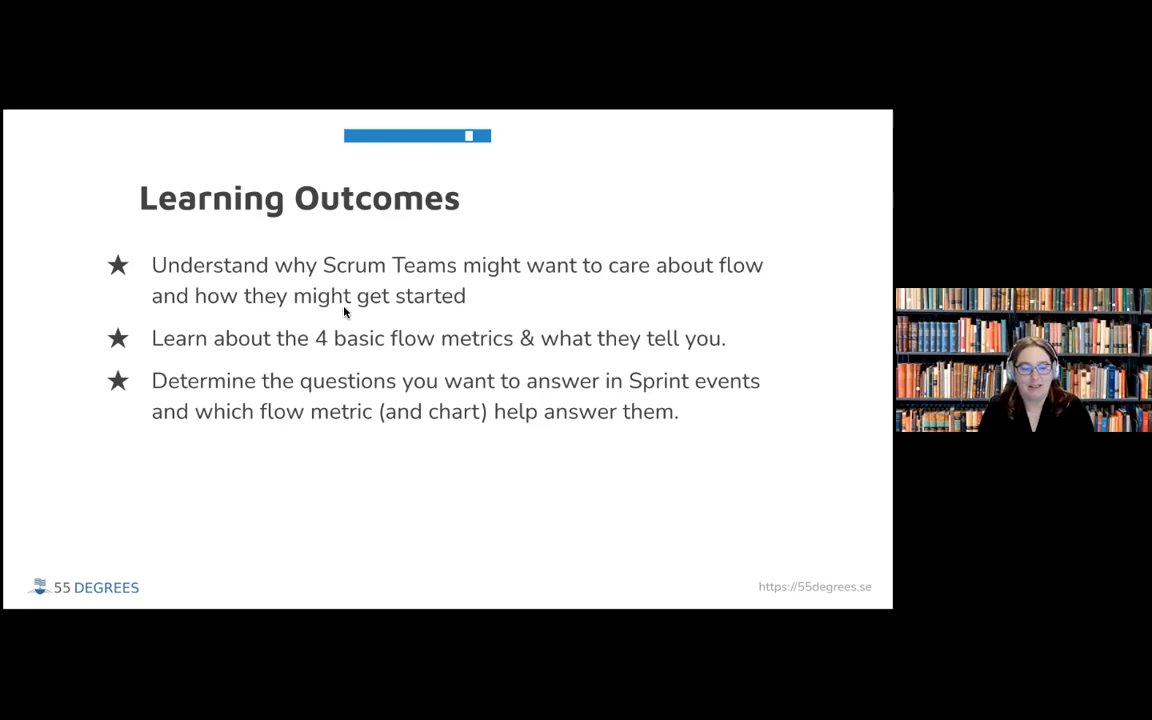 Learning Outcomes
★ Understand why Scrum Teams might want to care about flow
and how they might get started
★ Learn about the 4 basic flow metrics & what they tell you.
★ Determine the questions you want to answer in Sprint events
and which flow metric (and chart) help answer them.
55 DEGREES
https://55degrees.se